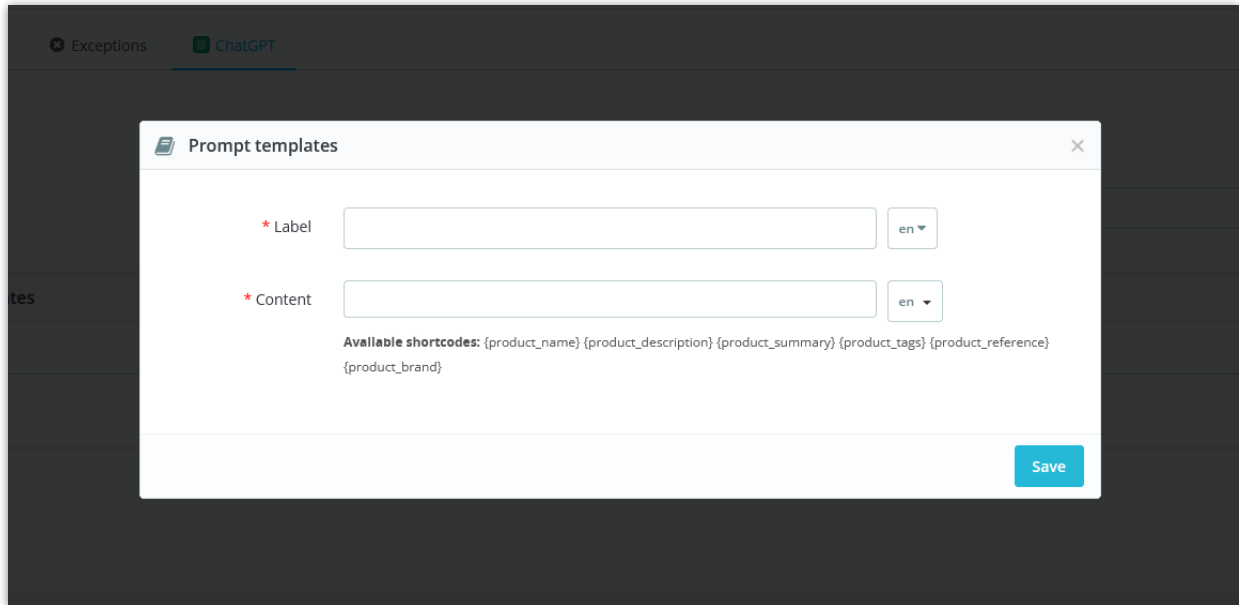 Exceptions ChatGPT
Prompt templates ×
* Label en
tes
* Content en
Available shortcodes: {product_name} {product_description} {product_summary} {product_tags} {product_reference}
{product_brand}
Save